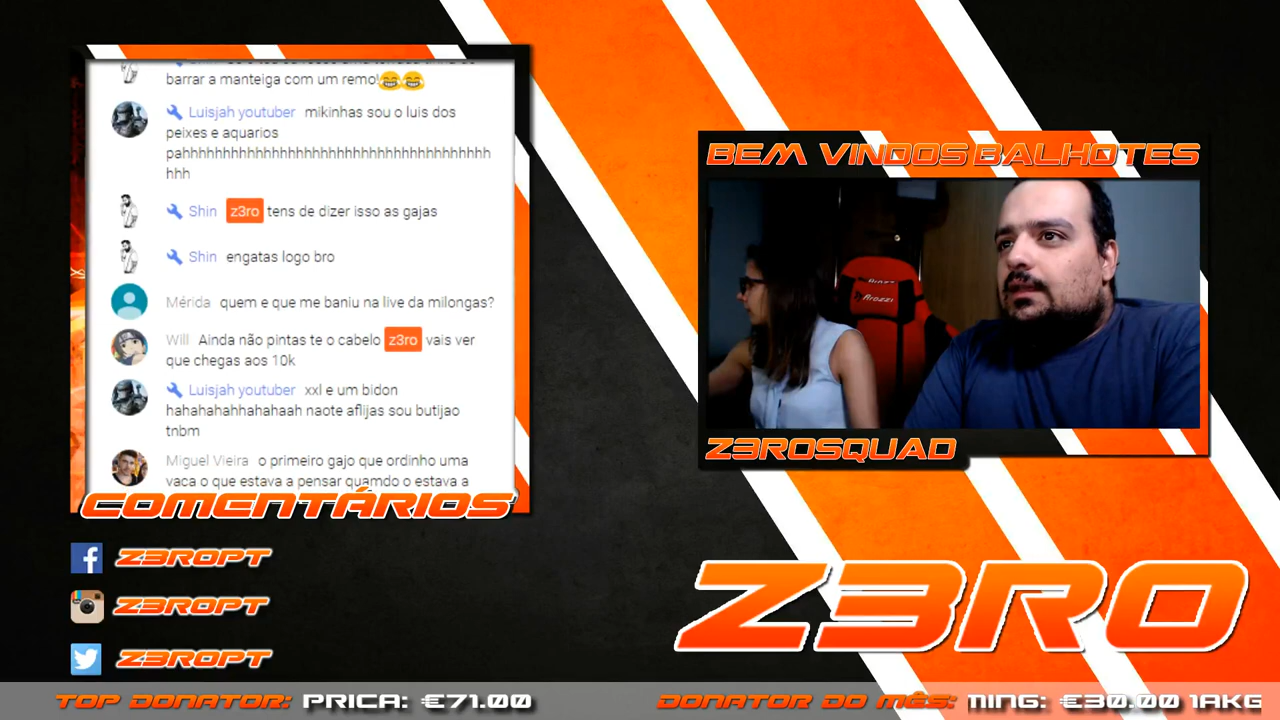 barrar a manteiga com um remo!😂😂
Luisjah youtuber mikinhas sou o luis dos
peixes e aquarios
pahhhhhhhhhhhhhhhhhhhhhhhhhhhhhhhhhhhhh
hhh
Shin z3ro tens de dizer isso as gajas
Shin engatas logo bro
Mérida quem e que me baniu na live da milongas?
Will Ainda não pintas te o cabelo z3ro vais ver
que chegas aos 10k
Luisjah youtuber xxl e um bidon
hahahahahhahahaah naote aflijas sou butijao
tnbm
Miguel Vieira o primeiro gajo que ordinho uma
vaca o que estava a pensar quamdo o estava a
COMENTÁRIOS
Z3ROPT
Z3ROPT
Z3ROPT
BEM VINDOS BALHOTES
Arozzi
Z3ROSQUAD
Z3RO
TOP DONATOR: PRICA: €71.00
DONATOR DO MÊS: NING: €30.00 1AKG